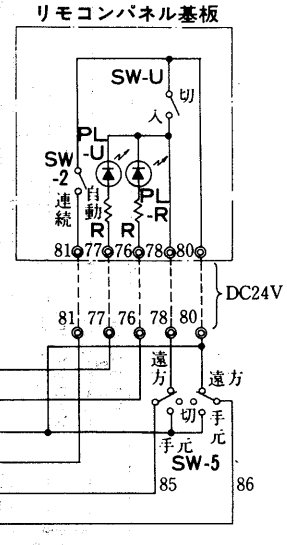 リモコンパネル基板
SW-U
切
入
PL
-U
SW
-2
自動
連続
PL
-R
R
R
81 77 76 78 80
DC24V
81 77 76 78 80
遠方
遠方
切
手元
手元
SW-5
85
86